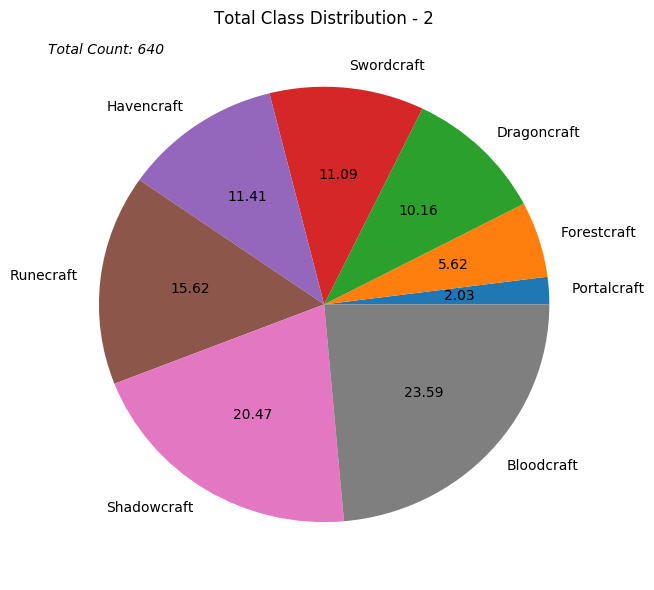 Total Class Distribution - 2
Total Count: 640
Swordcraft
Havencraft
Dragoncraft
11.09
11.41
10.16
Forestcraft
5.62
Runecraft
15.62
2.03
Portalcraft
20.47
23.59
Bloodcraft
Shadowcraft